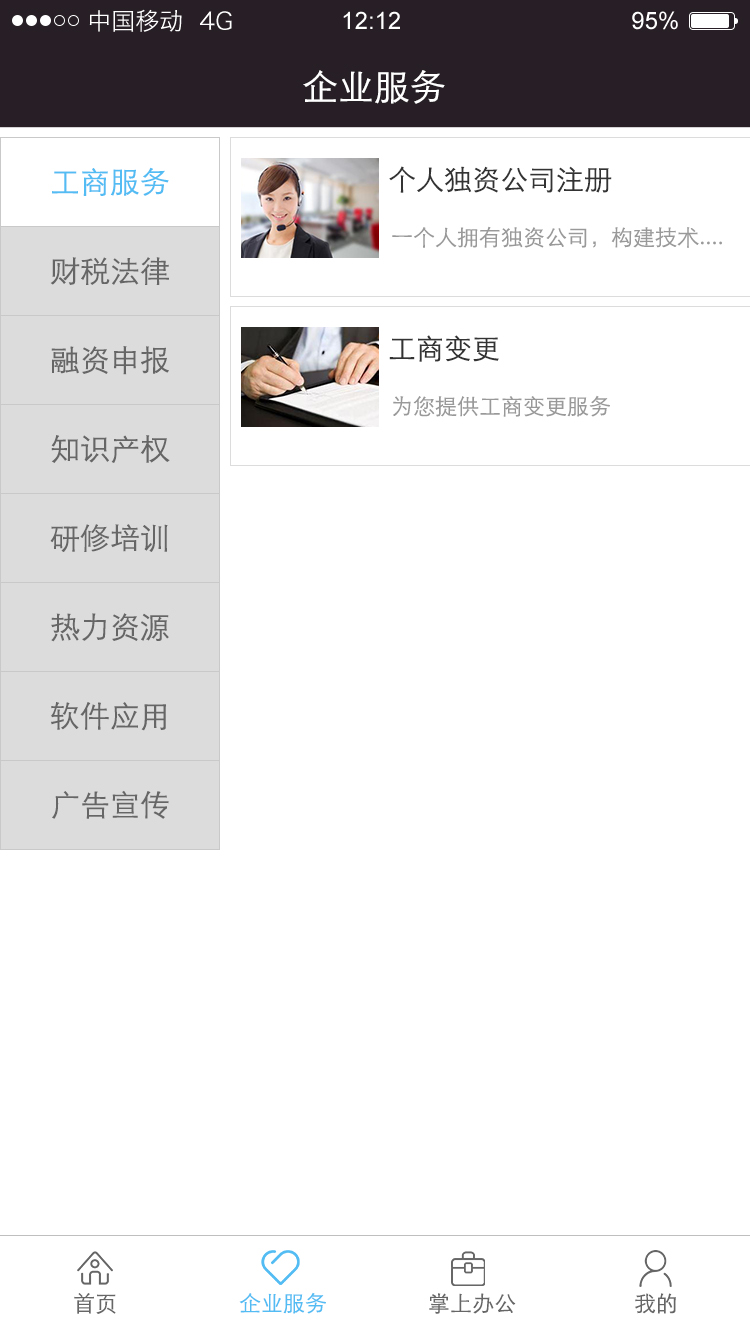 中国移动 4G 12:12 95%
企业服务
工商服务
财税法律
融资申报
知识产权
研修培训
热力资源
软件应用
广告宣传
个人独资公司注册
一个人拥有独资公司，构建技术....
工商变更
为您提供工商变更服务
首页 企业服务 掌上办公 我的